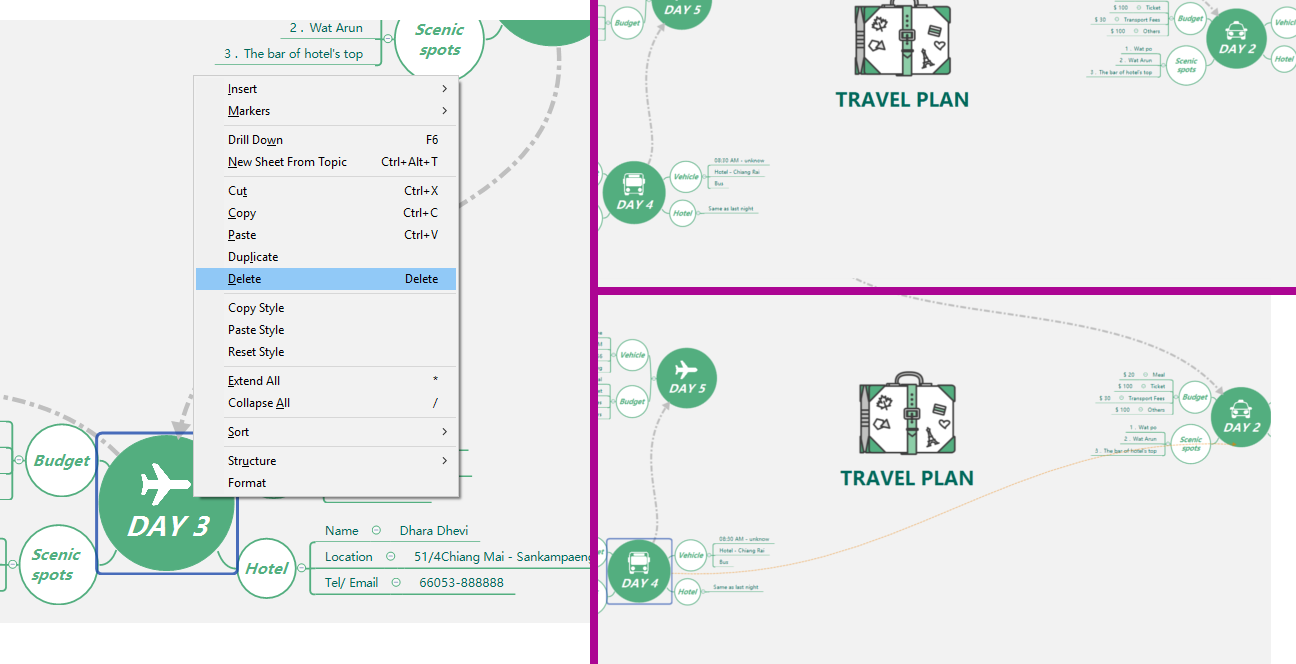 2 . Wat Arun
3 . The bar of hotel's top
Scenic
spots
Insert
Markers
Drill Down F6
New Sheet From Topic Ctrl+Alt+T
Cut Ctrl+X
Copy Ctrl+C
Paste Ctrl+V
Duplicate
Delete Delete
Copy Style
Paste Style
Reset Style
Extend All *
Collapse All /
Sort
Structure
Format
Budget
DAY 3
Scenic
spots
Hotel
Name Dhara Dhevi
Location 51/4Chiang Mai - Sankampaeng
Tel/ Email 66053-888888
DAY 5
Budget
TRAVEL PLAN
$ 100 Ticket
$ 30 Transport Fees
$ 100 Others
Budget
1 . Wat po
2 . Wat Arun
3 . The bar of hotel's top
Scenic
spots
DAY 2
Hotel
DAY 4
Vehicle
08:30 AM - unknow
Hotel - Chiang Rai
Bus
Hotel
Same as last night
Vehicle
Budget
DAY 5
TRAVEL PLAN
$ 20 Meal
$ 100 Ticket
$ 30 Transport Fees
$ 100 Others
Budget
1 . Wat po
2 . Wat Arun
3 . The bar of hotel's top
Scenic
spots
DAY 2
DAY 4
Vehicle
08:30 AM - unknow
Hotel - Chiang Rai
Bus
Hotel
Same as last night